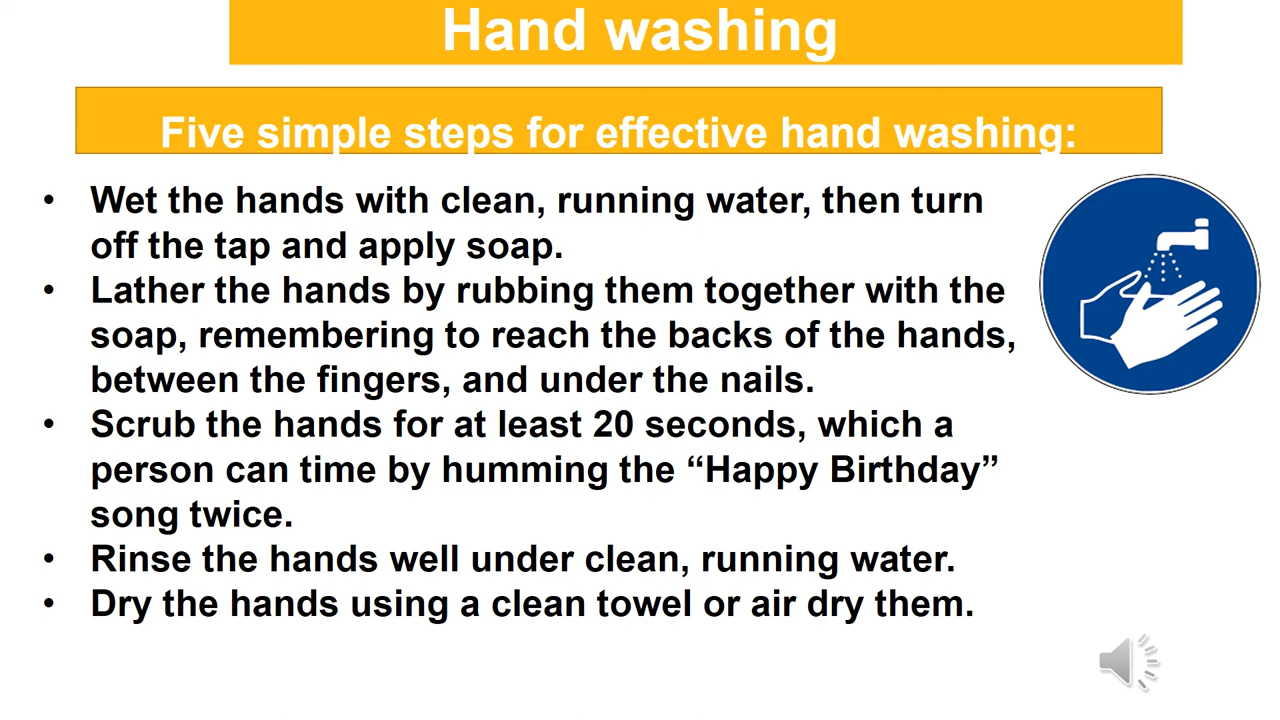 Hand washing
Five simple steps for effective hand washing:
• Wet the hands with clean, running water, then turn
off the tap and apply soap.
• Lather the hands by rubbing them together with the
soap, remembering to reach the backs of the hands,
between the fingers, and under the nails.
• Scrub the hands for at least 20 seconds, which a
person can time by humming the “Happy Birthday”
song twice.
• Rinse the hands well under clean, running water.
• Dry the hands using a clean towel or air dry them.